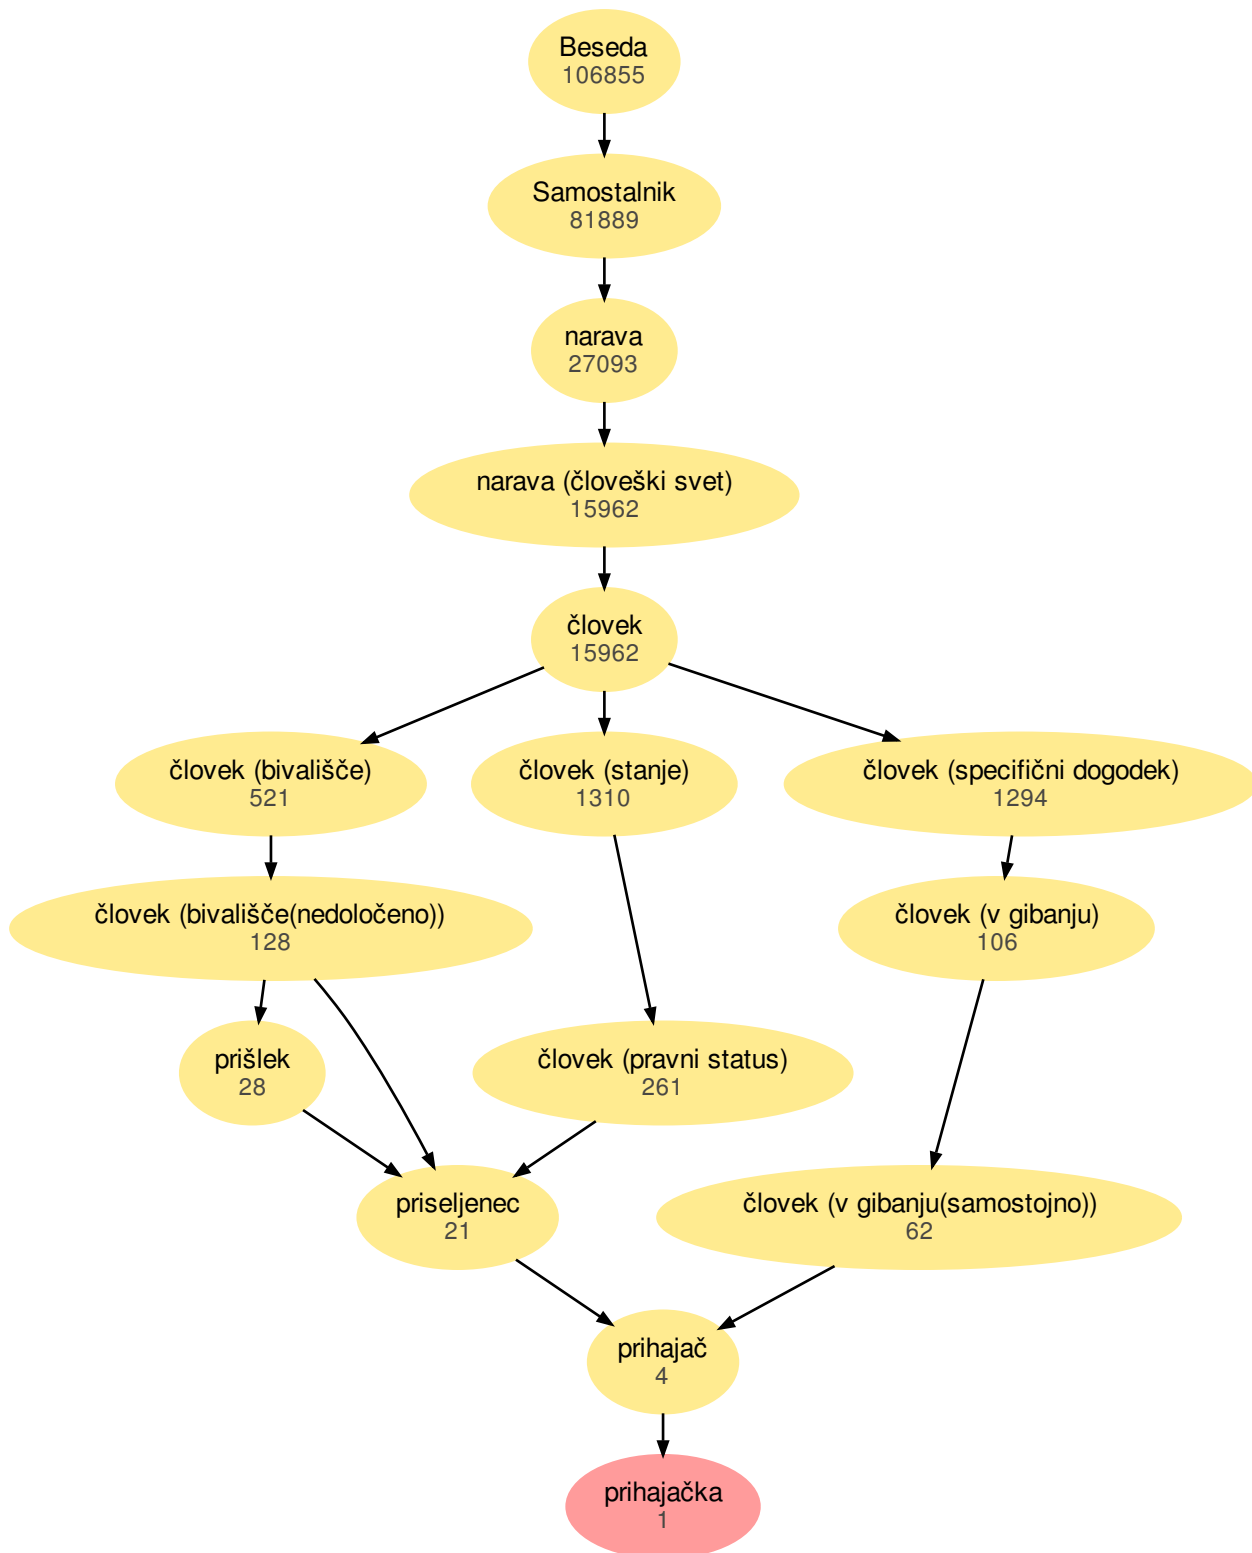 Beseda
106855
Samostalnik
81889
narava
27093
narava (človeški svet)
15962
človek
15962
človek (bivališče)
521
človek (stanje)
1310
človek (specifični dogodek)
1294
človek (bivališče(nedoločeno))
128
človek (v gibanju)
106
prišlek
28
človek (pravni status)
261
priseljenec
21
človek (v gibanju(samostojno))
62
prihajač
4
prihajačka
1